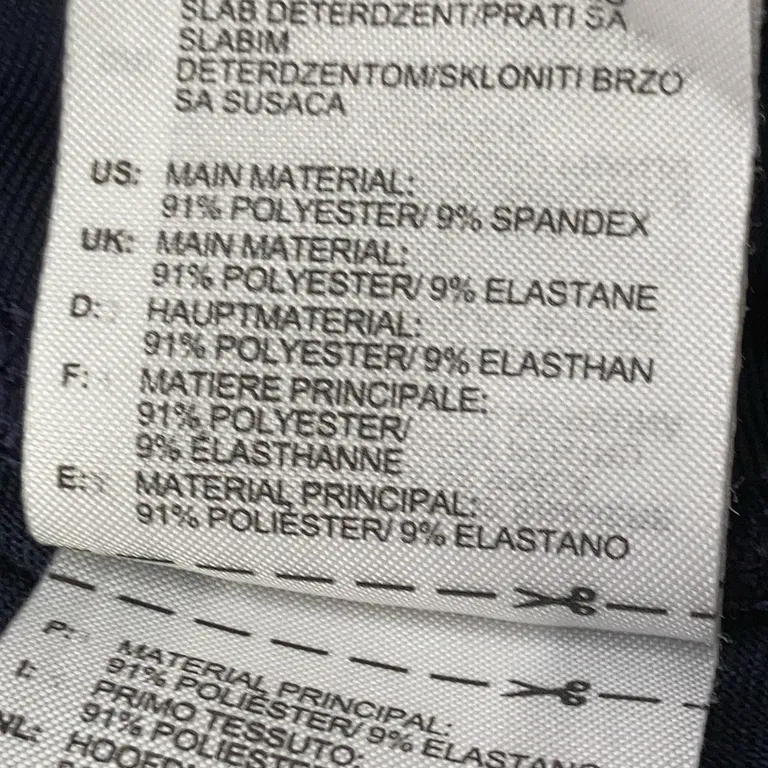 SLAB DETERDZENT/PRATI SA
SLABIM
DETERDZENTOM/SKLONITI BRZO
SA SUSACA
US: MAIN MATERIAL:
91% POLYESTER/ 9% SPANDEX
UK: MAIN MATERIAL:
91% POLYESTER/ 9% ELASTANE
D: HAUPTMATERIAL:
91% POLYESTER/ 9% ELASTHAN
F: MATIERE PRINCIPALE:
91% POLYESTER/
9% ÉLASTHANNE
E: MATERIAL PRINCIPAL:
91% POLIÉSTER/ 9% ELASTANO
P: MATERIAL PRINCIPAL:
91% POLIÉSTER/ 9% ELASTANO
I: PRIMO TESSUTO:
91% POLIESTER/
NL: